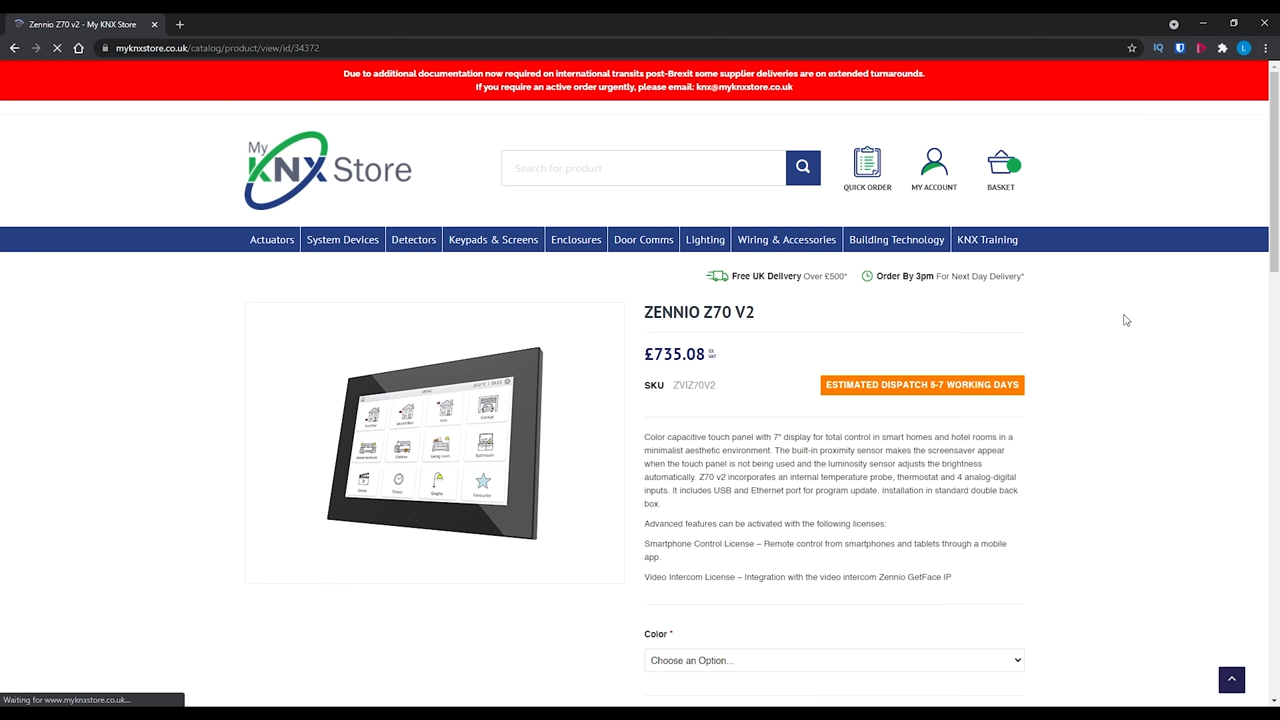 Zennio Z70 v2 - My KNX Store
myknxstore.co.uk/catalog/product/view/id/34372
Due to additional documentation now required on international transits post-Brexit some supplier deliveries are on extended turnarounds.
If you require an active order urgently, please email: knx@myknxstore.co.uk
My KNX Store
Search for product
QUICK ORDER
MY ACCOUNT
BASKET
Actuators
System Devices
Detectors
Keypads & Screens
Enclosures
Door Comms
Lighting
Wiring & Accessories
Building Technology
KNX Training
Free UK Delivery Over £500*
Order By 3pm For Next Day Delivery*
ZENNIO Z70 V2
£735.08 EX VAT
SKU ZVIZ70V2
ESTIMATED DISPATCH 5-7 WORKING DAYS
Color capacitive touch panel with 7" display for total control in smart homes and hotel rooms in a
minimalist aesthetic environment. The built-in proximity sensor makes the screensaver appear
when the touch panel is not being used and the luminosity sensor adjusts the brightness
automatically. Z70 v2 incorporates an internal temperature probe, thermostat and 4 analog-digital
inputs. It includes USB and Ethernet port for program update. Installation in standard double back
box.
Advanced features can be activated with the following licenses:
Smartphone Control License – Remote control from smartphones and tablets through a mobile
app.
Video Intercom License – Integration with the video intercom Zennio GetFace IP
Color *
Choose an Option...
Waiting for www.myknxstore.co.uk...